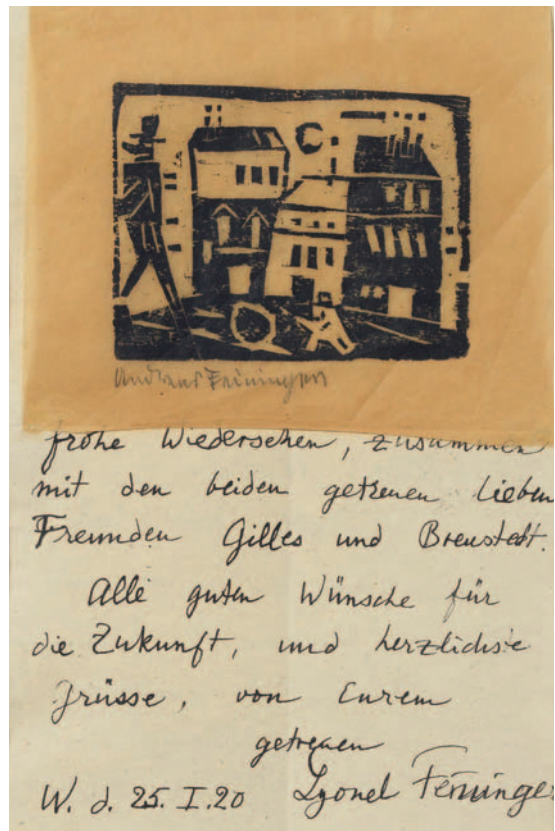 Andreas Feininger
frohe Wiedersehen, zusammen
mit den beiden getreuen lieben
Freunden Gilles und Breustedt.
Alle guten Wünsche für
die Zukunft, und herzlichste
Grüsse, von Eurem
getreuen
W. d. 25. I. 20 Lyonel Feininger